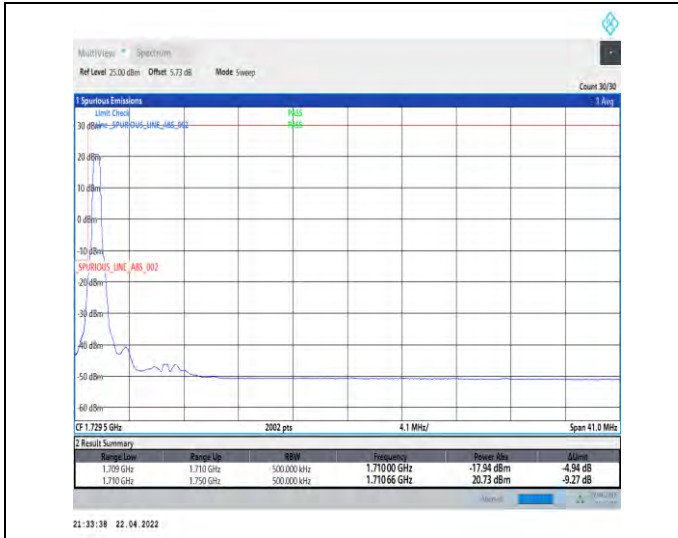 MultiView Spectrum
Ref Level 25.00 dBm Offset 5.73 dB Mode Sweep
Count 30/30
1 Spurious Emissions 1 Avg
Limit Check PASS
Line _SPURIOUS_LINE_ABS_002 PASS
30 dBm
20 dBm
10 dBm
0 dBm
-10 dBm
_SPURIOUS_LINE_ABS_002
-20 dBm
-30 dBm
-40 dBm
-50 dBm
-60 dBm
CF 1.729 5 GHz 2002 pts 4.1 MHz/ Span 41.0 MHz
2 Result Summary
Range Low Range Up RBW Frequency Power Abs ΔLimit
1.709 GHz 1.710 GHz 500.000 kHz 1.710 00 GHz -17.94 dBm -4.94 dB
1.710 GHz 1.750 GHz 500.000 kHz 1.710 66 GHz 20.73 dBm -9.27 dB
21:33:38 22.04.2022